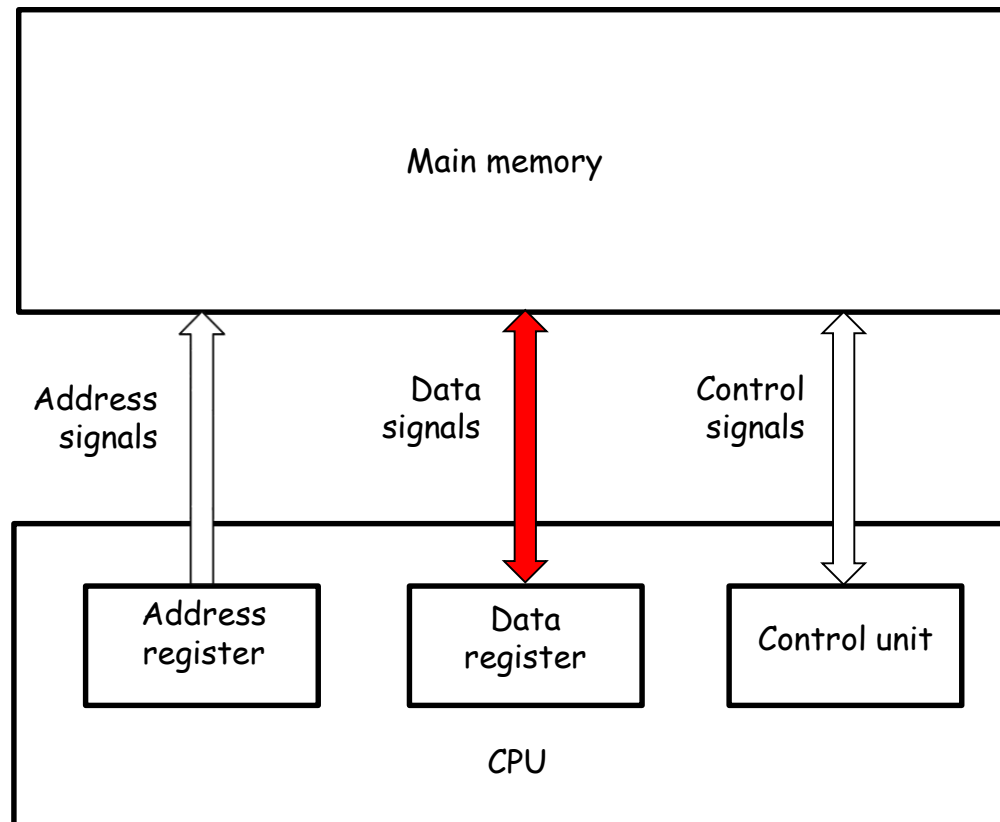 Main memory
Address
signals
Data
signals
Control
signals
Address
register
Data
register
Control unit
CPU